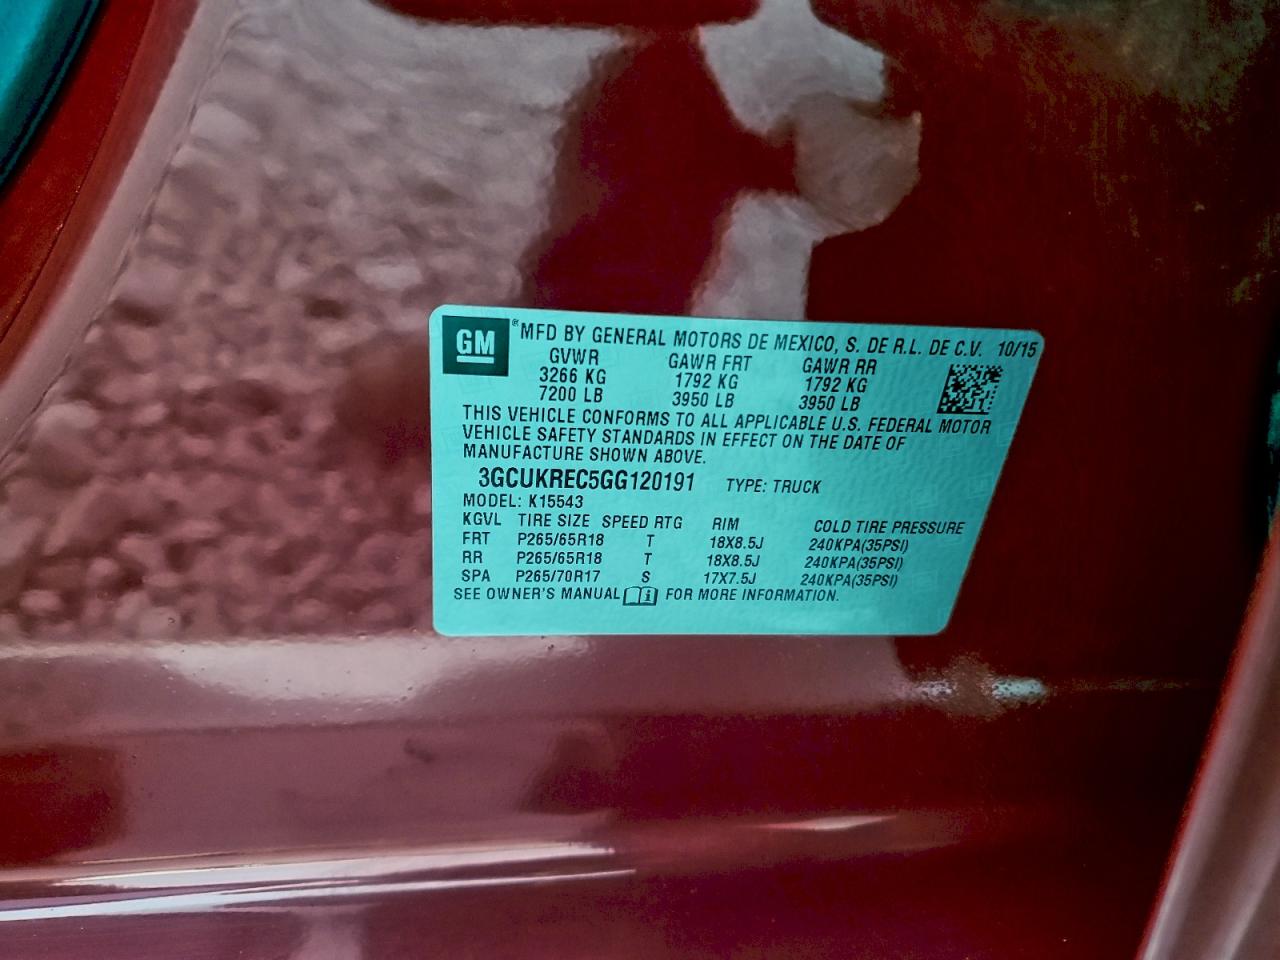 GM ® MFD BY GENERAL MOTORS DE MEXICO, S. DE R.L. DE C.V. 10/15
GVWR GAWR FRT GAWR RR
3266 KG 1792 KG 1792 KG
7200 LB 3950 LB 3950 LB
THIS VEHICLE CONFORMS TO ALL APPLICABLE U.S. FEDERAL MOTOR
VEHICLE SAFETY STANDARDS IN EFFECT ON THE DATE OF
MANUFACTURE SHOWN ABOVE.
3GCUKREC5GG120191 TYPE: TRUCK
MODEL: K15543
KGVL TIRE SIZE SPEED RTG RIM COLD TIRE PRESSURE
FRT P265/65R18 T 18X8.5J 240KPA(35PSI)
RR P265/65R18 T 18X8.5J 240KPA(35PSI)
SPA P265/70R17 S 17X7.5J 240KPA(35PSI)
SEE OWNER'S MANUAL i FOR MORE INFORMATION.